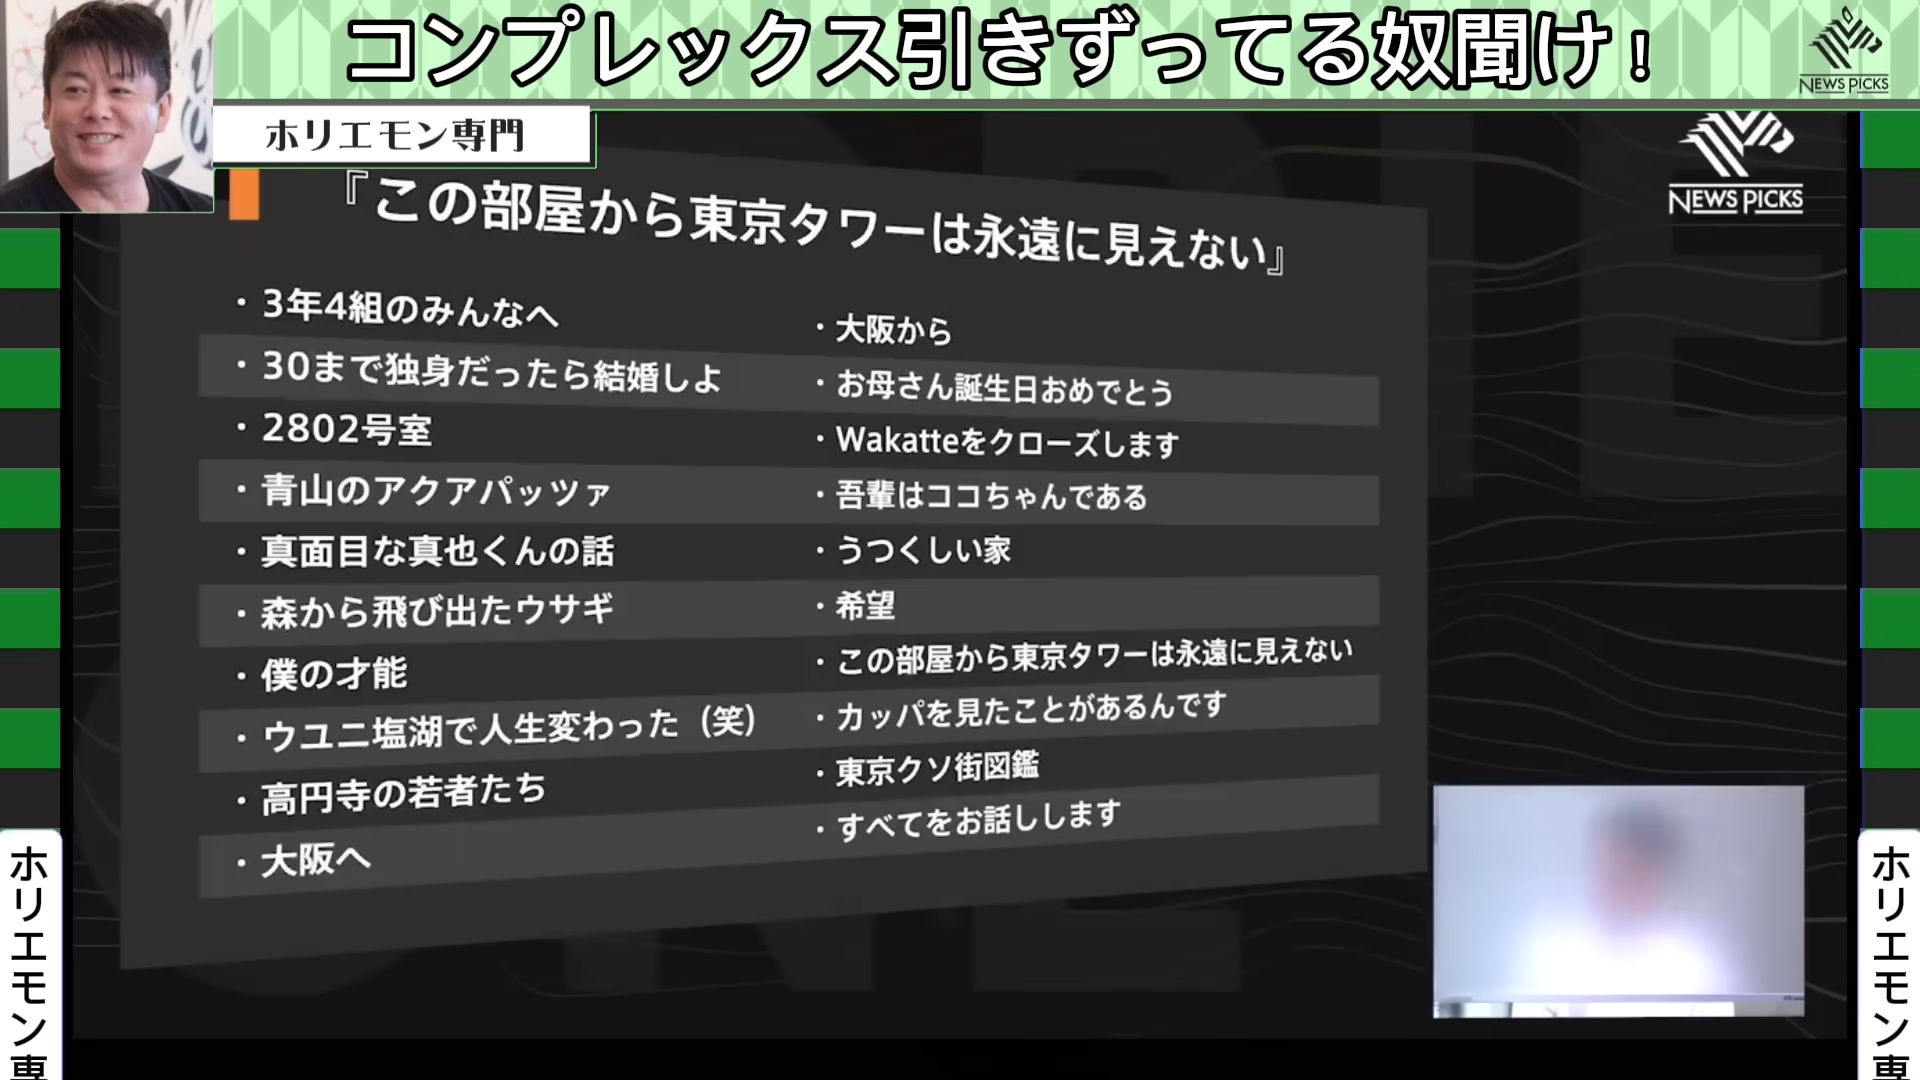 コンプレックス引きずってる奴聞け！
NEWS PICKS
ホリエモン専門
NEWS PICKS
『この部屋から東京タワーは永遠に見えない』
・3年4組のみんなへ
・30まで独身だったら結婚しよ
・2802号室
・青山のアクアパッツァ
・真面目な真也くんの話
・森から飛び出たウサギ
・僕の才能
・ウユニ塩湖で人生変わった（笑）
・高円寺の若者たち
・大阪へ
・大阪から
・お母さん誕生日おめでとう
・Wakatteをクローズします
・吾輩はココちゃんである
・うつくしい家
・希望
・この部屋から東京タワーは永遠に見えない
・カッパを見たことがあるんです
・東京クソ街図鑑
・すべてをお話しします
ホリエモン専
ホリエモン専